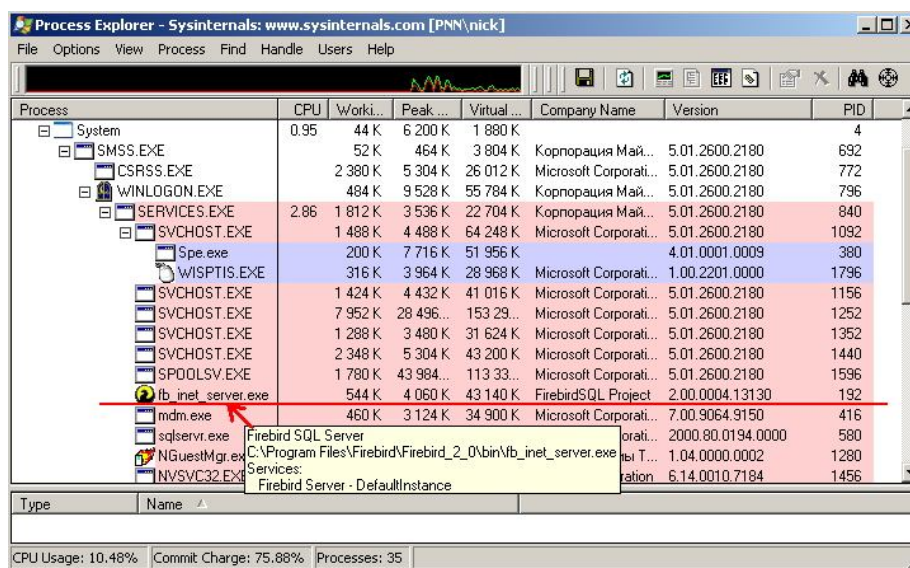 Process Explorer - Sysinternals: www.sysinternals.com [PNN\nick]
File Options View Process Find Handle Users Help
Process CPU Worki... Peak ... Virtual ... Company Name Version PID
System 0.95 44 K 6 200 K 1 880 K 4
SMSS.EXE 52 K 464 K 3 804 K Корпорация Май... 5.01.2600.2180 692
CSRSS.EXE 2 380 K 5 304 K 26 012 K Microsoft Corporati... 5.01.2600.2180 772
WINLOGON.EXE 484 K 9 528 K 55 784 K Корпорация Май... 5.01.2600.2180 796
SERVICES.EXE 2.86 1 812 K 3 536 K 22 704 K Корпорация Май... 5.01.2600.2180 840
SVCHOST.EXE 1 488 K 4 488 K 64 248 K Microsoft Corporati... 5.01.2600.2180 1092
Spe.exe 200 K 7 716 K 51 956 K 4.01.0001.0009 380
WISPTIS.EXE 316 K 3 964 K 28 968 K Microsoft Corporati... 1.00.2201.0000 1796
SVCHOST.EXE 1 424 K 4 432 K 41 016 K Microsoft Corporati... 5.01.2600.2180 1156
SVCHOST.EXE 7 952 K 28 496... 153 29... Microsoft Corporati... 5.01.2600.2180 1252
SVCHOST.EXE 1 288 K 3 480 K 31 624 K Microsoft Corporati... 5.01.2600.2180 1352
SVCHOST.EXE 2 348 K 5 304 K 43 200 K Microsoft Corporati... 5.01.2600.2180 1440
SPOOLSV.EXE 1 780 K 43 984... 113 33... Microsoft Corporati... 5.01.2600.2180 1596
fb_inet_server.exe 544 K 4 060 K 43 140 K FirebirdSQL Project 2.00.0004.13130 192
mdm.exe 460 K 3 124 K 34 900 K Microsoft Corporati... 7.00.9064.9150 416
sqlservr.exe orati... 2000.80.0194.0000 580
NGuestMgr.ex ы Т... 1.04.0000.0002 1280
NVSVC32.EXE ration 6.14.0010.7184 1456
Firebird SQL Server
C:\Program Files\Firebird\Firebird_2_0\bin\fb_inet_server.exe
Services:
Firebird Server - DefaultInstance
Type Name
CPU Usage: 10.48% Commit Charge: 75.88% Processes: 35